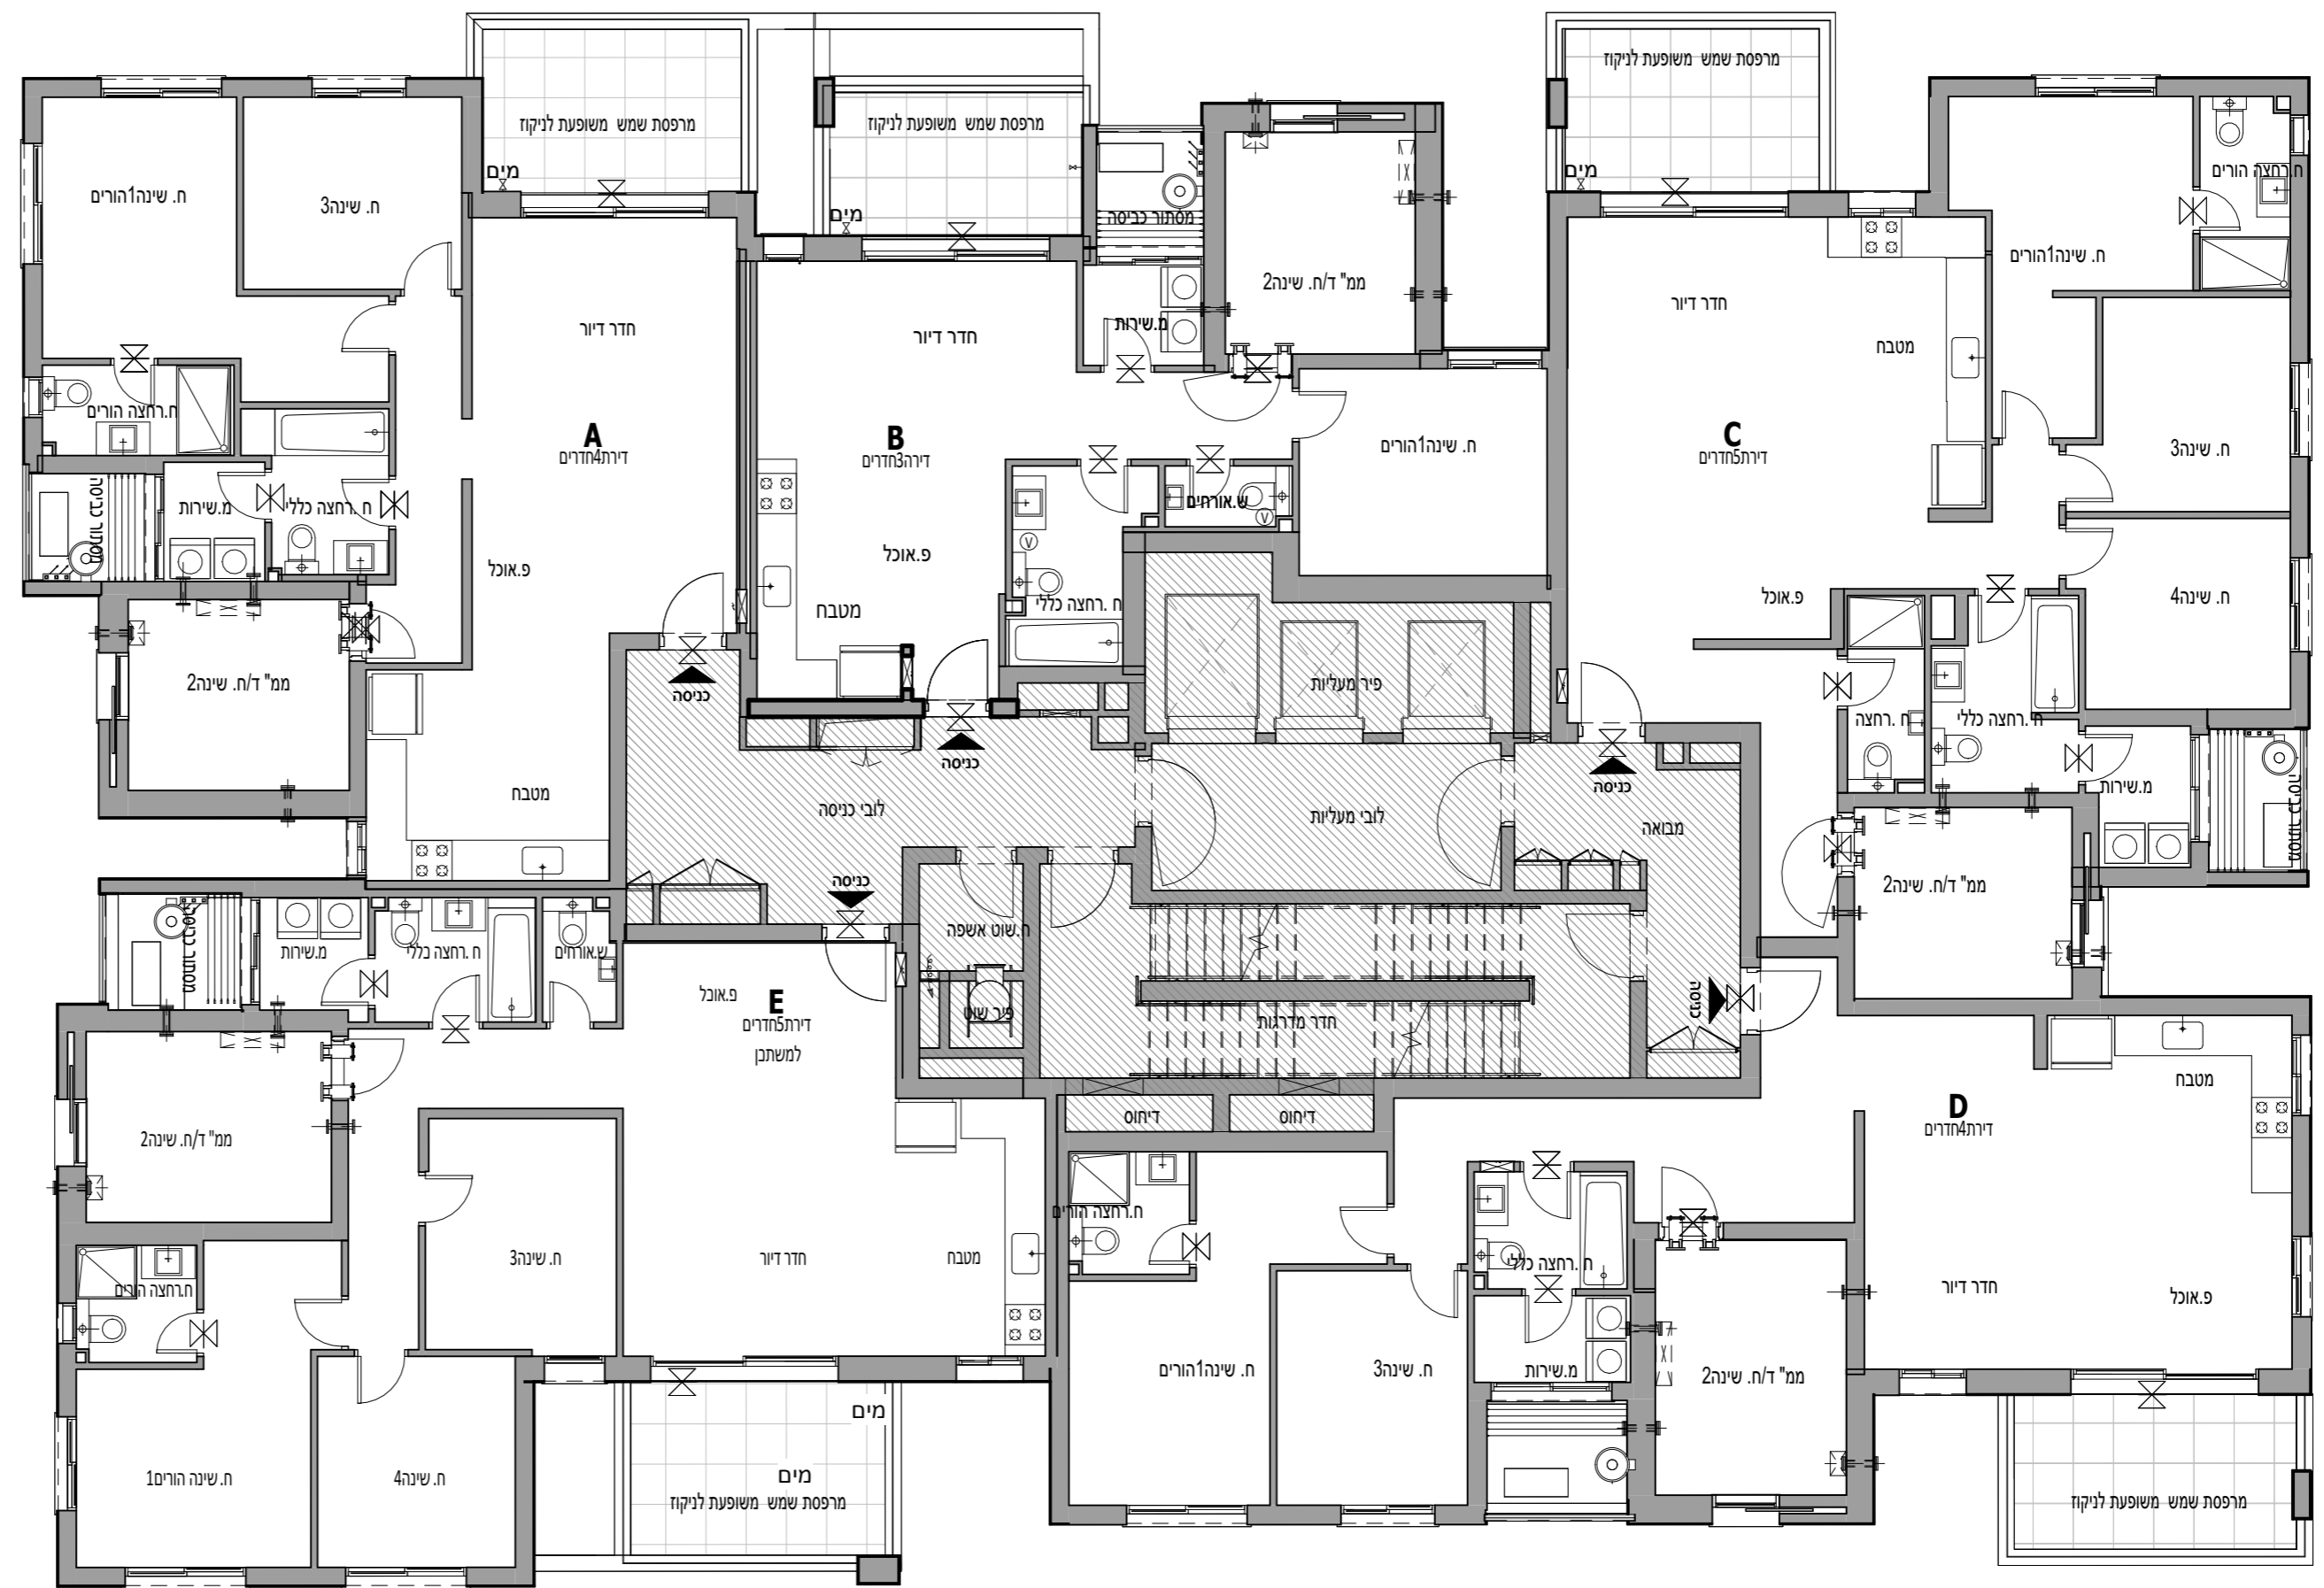 מרפסת שמש משופעת לניקוז
מים
ח. שינה1הורים
ח. שינה3
חדר דיור
A
דירת4חדרים
ח.רחצה הורים
מסתור כביסה
מ.שירות
ח .רחצה כללי
פ.אוכל
ממ" ד/ח. שינה2
מטבח
כניסה
מרפסת שמש משופעת לניקוז
מים
מסתור כביסה
מ.שירות
ממ" ד/ח. שינה2
חדר דיור
B
דירה3חדרים
ח. שינה1הורים
ש.אורחים
פ.אוכל
ח .רחצה כללי
מטבח
כניסה
מרפסת שמש משופעת לניקוז
מים
ח.רחצה הורים
ח. שינה1הורים
חדר דיור
מטבח
C
דירת5חדרים
ח. שינה3
ח. שינה4
פ.אוכל
ח .רחצה
ח .רחצה כללי
מ.שירות
ממ" ד/ח. שינה2
כניסה
פיר מעליות
לובי כניסה
לובי מעליות
מבואה
כניסה
ח.שוט אשפה
פיר שוט
חדר מדרגות
כניסה
דיחוס
דיחוס
מסתור כביסה
מ.שירות
ח .רחצה כללי
ש.אורחים
פ.אוכל
E
דירת5חדרים
למשתכן
ממ" ד/ח. שינה2
ח. שינה3
חדר דיור
מטבח
ח.רחצה הורים
ח. שינה הורים1
ח. שינה4
מים
מים
מרפסת שמש משופעת לניקוז
מטבח
D
דירת4חדרים
ח.רחצה הורים
ח .רחצה כללי
חדר דיור
פ.אוכל
ח. שינה1הורים
ח. שינה3
מ.שירות
ממ" ד/ח. שינה2
מרפסת שמש משופעת לניקוז